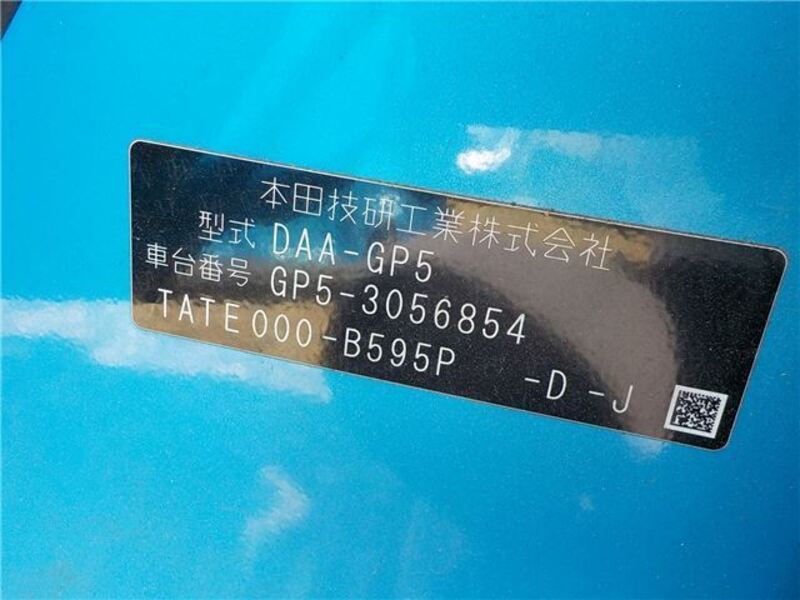 本田技研工業株式会社
型式 DAA-GP5
車台番号 GP5-3056854
TATE000-B595P -D -J